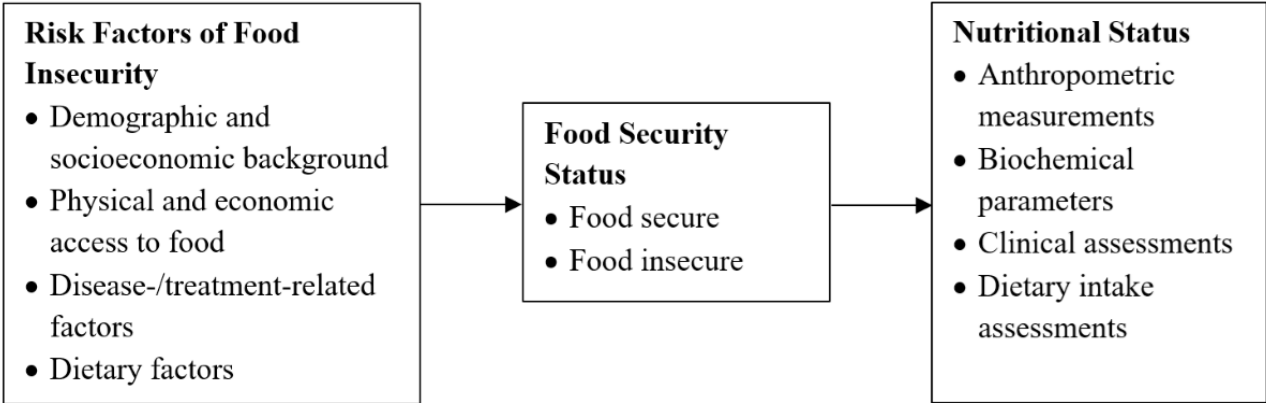 Risk Factors of Food
Insecurity
• Demographic and
socioeconomic background
• Physical and economic
access to food
• Disease-/treatment-related
factors
• Dietary factors
Food Security
Status
• Food secure
• Food insecure
Nutritional Status
• Anthropometric
measurements
• Biochemical
parameters
• Clinical assessments
• Dietary intake
assessments